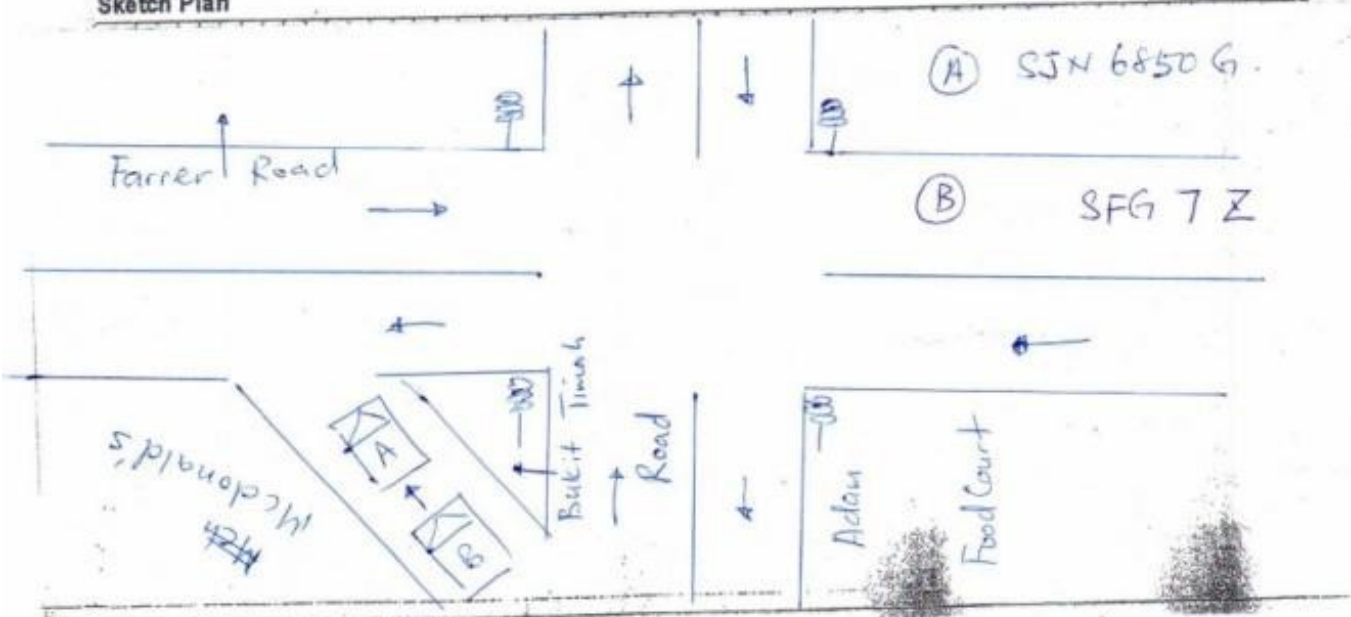 Sketch Plan
(A) SJN 6850 G.
Farrer Road
(B) SFG 7 Z
Bukit Timah
Road
Adam
Food Court
Mcdonald's
A
B